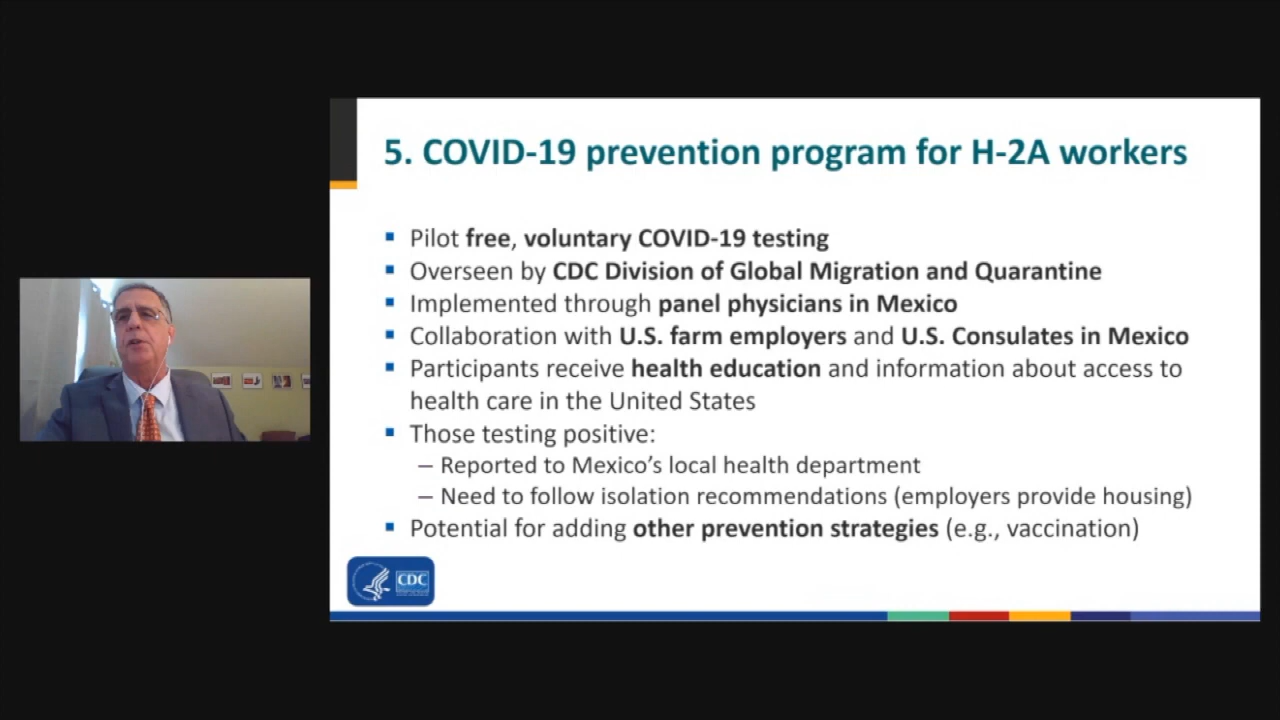 5. COVID-19 prevention program for H-2A workers
▪ Pilot free, voluntary COVID-19 testing
▪ Overseen by CDC Division of Global Migration and Quarantine
▪ Implemented through panel physicians in Mexico
▪ Collaboration with U.S. farm employers and U.S. Consulates in Mexico
▪ Participants receive health education and information about access to
health care in the United States
▪ Those testing positive:
– Reported to Mexico’s local health department
– Need to follow isolation recommendations (employers provide housing)
▪ Potential for adding other prevention strategies (e.g., vaccination)
CDC